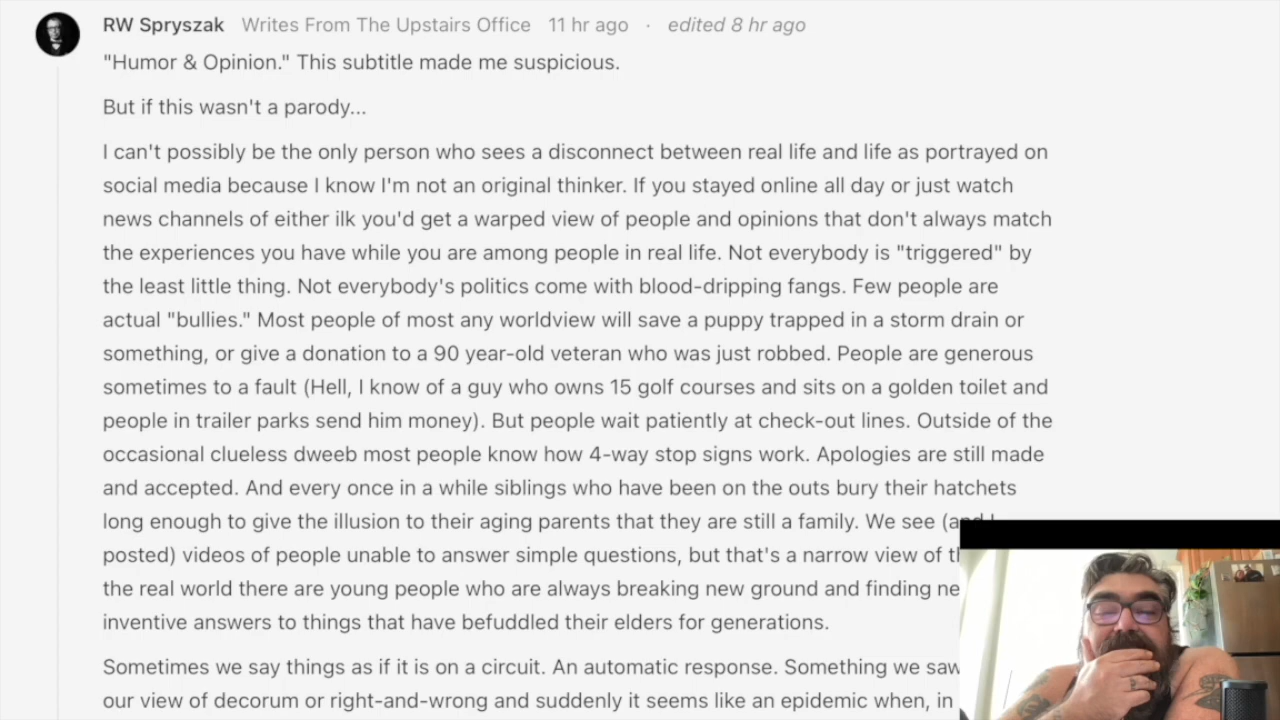 RW Spryszak Writes From The Upstairs Office 11 hr ago · edited 8 hr ago
"Humor & Opinion." This subtitle made me suspicious.
But if this wasn't a parody...
I can't possibly be the only person who sees a disconnect between real life and life as portrayed on
social media because I know I'm not an original thinker. If you stayed online all day or just watch
news channels of either ilk you'd get a warped view of people and opinions that don't always match
the experiences you have while you are among people in real life. Not everybody is "triggered" by
the least little thing. Not everybody's politics come with blood-dripping fangs. Few people are
actual "bullies." Most people of most any worldview will save a puppy trapped in a storm drain or
something, or give a donation to a 90 year-old veteran who was just robbed. People are generous
sometimes to a fault (Hell, I know of a guy who owns 15 golf courses and sits on a golden toilet and
people in trailer parks send him money). But people wait patiently at check-out lines. Outside of the
occasional clueless dweeb most people know how 4-way stop signs work. Apologies are still made
and accepted. And every once in a while siblings who have been on the outs bury their hatchets
long enough to give the illusion to their aging parents that they are still a family. We see
posted) videos of people unable to answer simple questions, but that's a narrow view of
the real world there are young people who are always breaking new ground and finding
inventive answers to things that have befuddled their elders for generations.
Sometimes we say things as if it is on a circuit. An automatic response. Something we saw
our view of decorum or right-and-wrong and suddenly it seems like an epidemic when, in